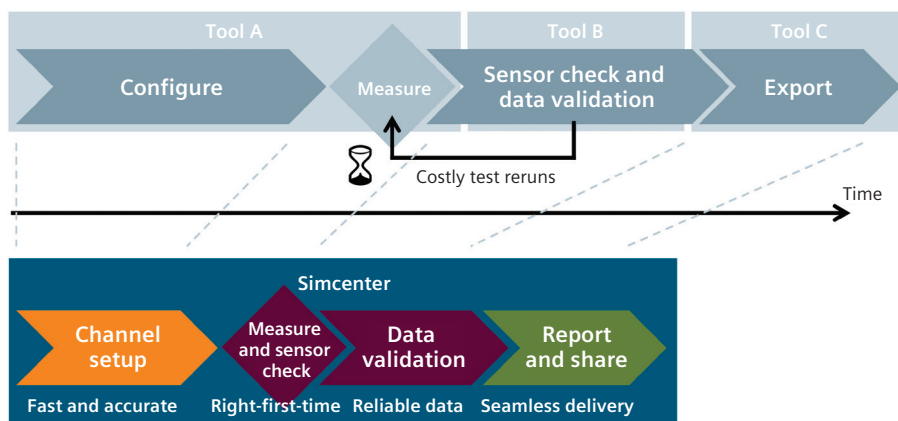 Tool A
Tool B
Tool C
Configure
Measure
Sensor check and
data validation
Export
Costly test reruns
Time
Simcenter
Channel
setup
Measure
and sensor
check
Data
validation
Report
and share
Fast and accurate
Right-first-time
Reliable data
Seamless delivery